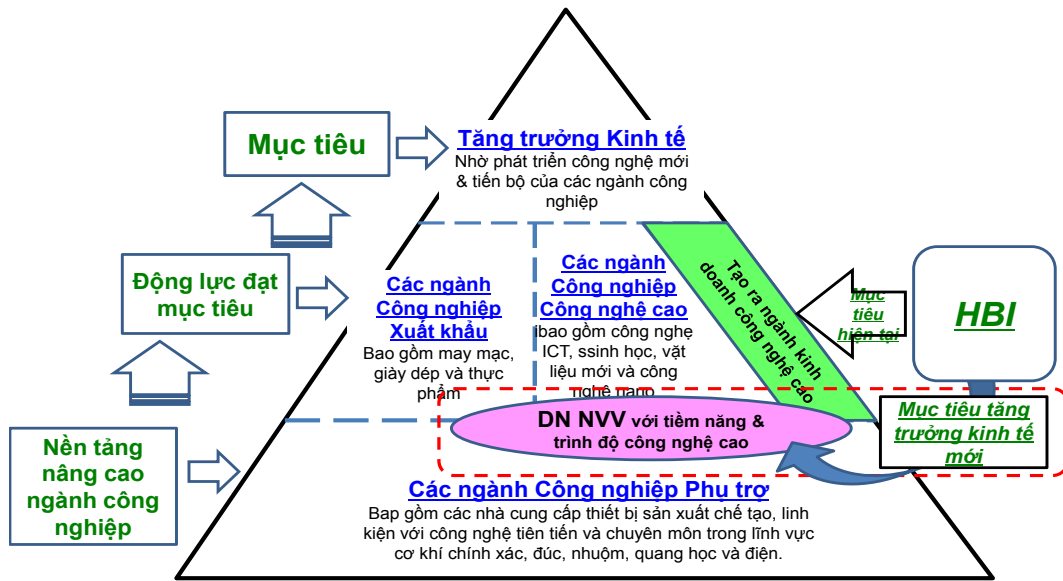 Mục tiêu
Tăng trưởng Kinh tế
Nhờ phát triển công nghệ mới
& tiến bộ của các ngành công
nghiệp
Động lực đạt
mục tiêu
Các ngành
Công nghiệp
Xuất khẩu
Bao gồm may mạc,
giày dép và thực
phẩm
Các ngành
Công nghiệp
Công nghệ cao
bao gồm công nghẹ
ICT, ssinh học, vặt
liệu mới và công
nghệ nano
Tạo ra ngành kinh
doanh công nghệ cao
Mục
tiêu
hiện tại
HBI
DN NVV với tiềm năng &
trình độ công nghệ cao
Mục tiêu tăng
trưởng kinh tế
mới
Nền tảng
nâng cao
ngành công
nghiệp
Các ngành Công nghiệp Phụ trợ
Bap gồm các nhà cung cấp thiết bị sản xuất chế tạo, linh
kiện với công nghệ tiên tiến và chuyên môn trong lĩnh vực
cơ khí chính xác, đúc, nhuộm, quang học và điện.